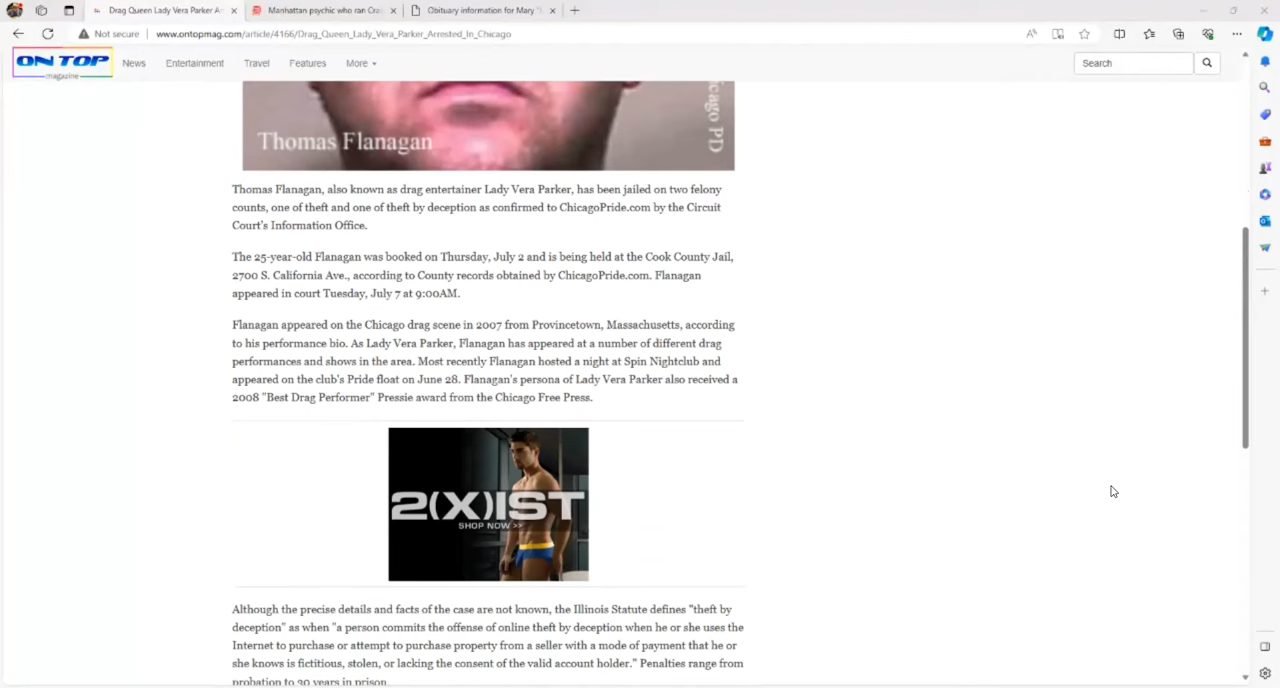 Drag Queen Lady Vera Parker Ar
Manhattan psychic who ran Cra
Obituary information for Mary "
Not secure
www.ontopmag.com/article/4166/Drag_Queen_Lady_Vera_Parker_Arrested_In_Chicago
ON TOP
magazine
News
Entertainment
Travel
Features
More
Search
Thomas Flanagan
cago PD
Thomas Flanagan, also known as drag entertainer Lady Vera Parker, has been jailed on two felony
counts, one of theft and one of theft by deception as confirmed to ChicagoPride.com by the Circuit
Court's Information Office.
The 25-year-old Flanagan was booked on Thursday, July 2 and is being held at the Cook County Jail,
2700 S. California Ave., according to County records obtained by ChicagoPride.com. Flanagan
appeared in court Tuesday, July 7 at 9:00AM.
Flanagan appeared on the Chicago drag scene in 2007 from Provincetown, Massachusetts, according
to his performance bio. As Lady Vera Parker, Flanagan has appeared at a number of different drag
performances and shows in the area. Most recently Flanagan hosted a night at Spin Nightclub and
appeared on the club's Pride float on June 28. Flanagan's persona of Lady Vera Parker also received a
2008 "Best Drag Performer" Pressie award from the Chicago Free Press.
2(X)IST
SHOP NOW >>
Although the precise details and facts of the case are not known, the Illinois Statute defines "theft by
deception" as when "a person commits the offense of online theft by deception when he or she uses the
Internet to purchase or attempt to purchase property from a seller with a mode of payment that he or
she knows is fictitious, stolen, or lacking the consent of the valid account holder." Penalties range from
probation to 30 years in prison.